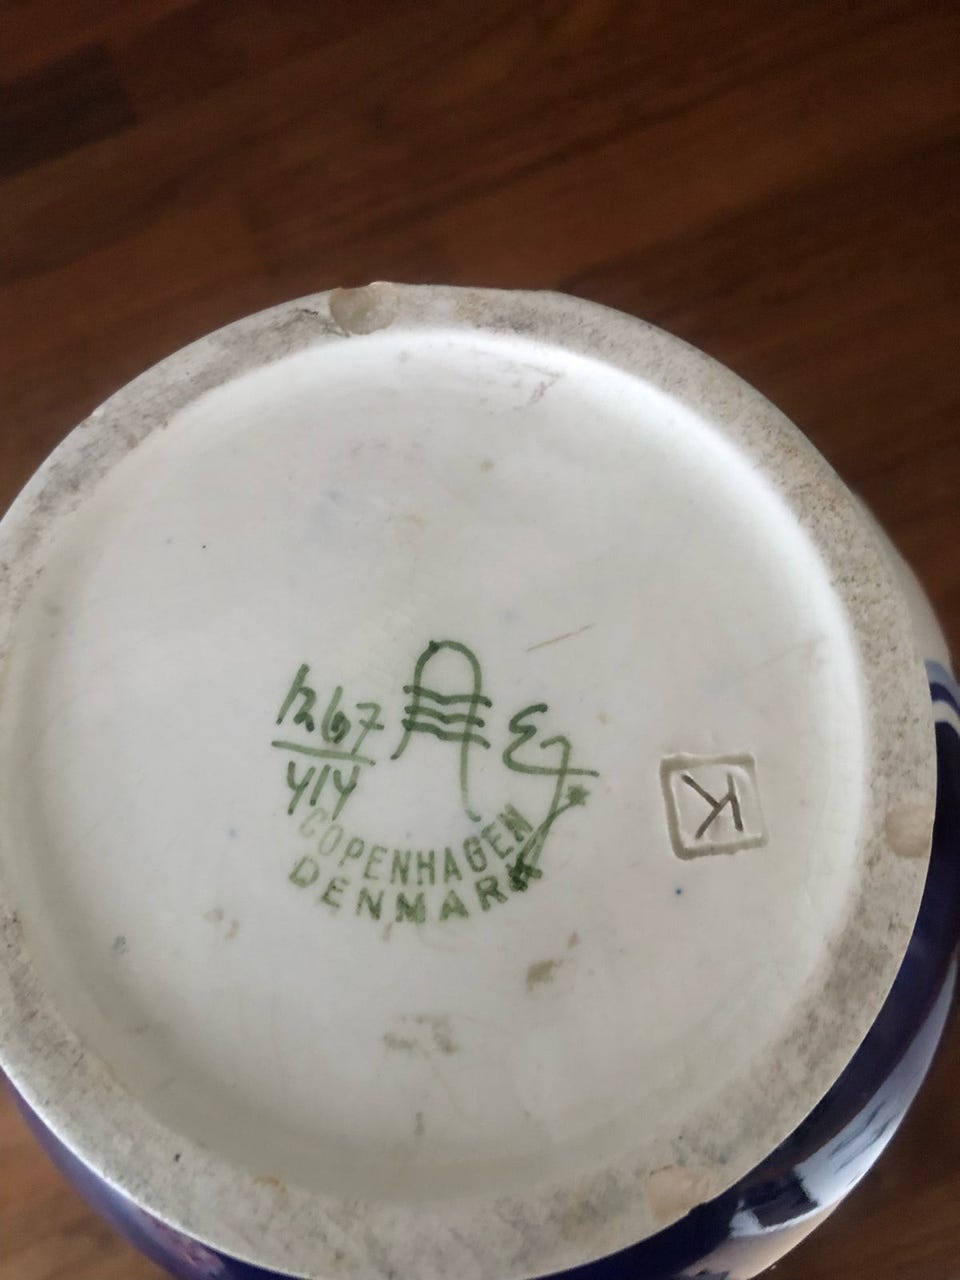 1267
414
COPENHAGEN
DENMARK
K